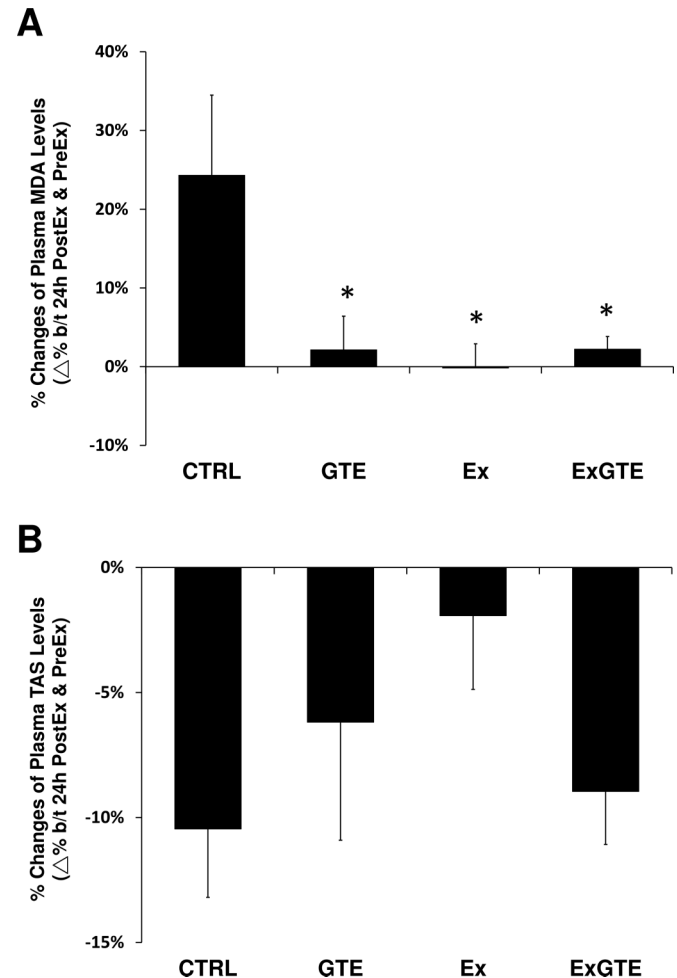 A
% Changes of Plasma MDA Levels
(△% b/t 24h PostEx & PreEx)
40%
30%
20%
10%
0%
-10%
*
*
*
CTRL GTE Ex ExGTE
B
% Changes of Plasma TAS Levels
(△% b/t 24h PostEx & PreEx)
0%
-5%
-10%
-15%
CTRL GTE Ex ExGTE